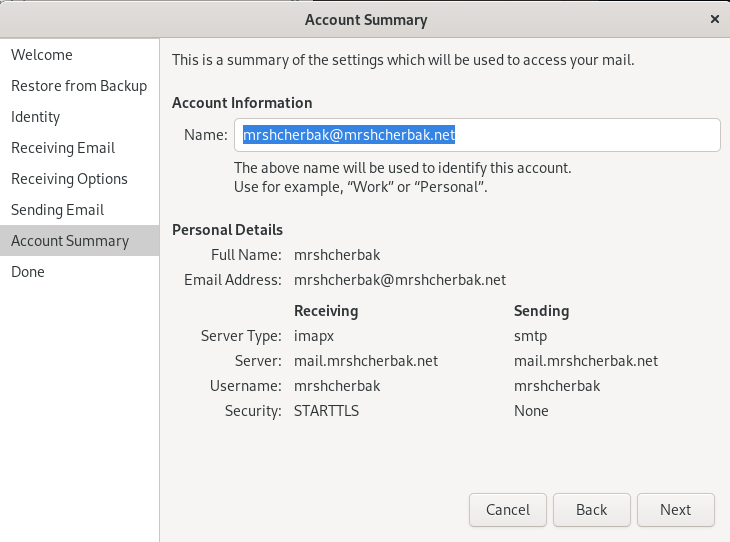 Account Summary
×
Welcome
Restore from Backup
Identity
Receiving Email
Receiving Options
Sending Email
Account Summary
Done
This is a summary of the settings which will be used to access your mail.
Account Information
Name: mrshcherbak@mrshcherbak.net
The above name will be used to identify this account.
Use for example, “Work” or “Personal”.
Personal Details
Full Name: mrshcherbak
Email Address: mrshcherbak@mrshcherbak.net
Receiving Sending
Server Type: imapx smtp
Server: mail.mrshcherbak.net mail.mrshcherbak.net
Username: mrshcherbak mrshcherbak
Security: STARTTLS None
Cancel Back Next